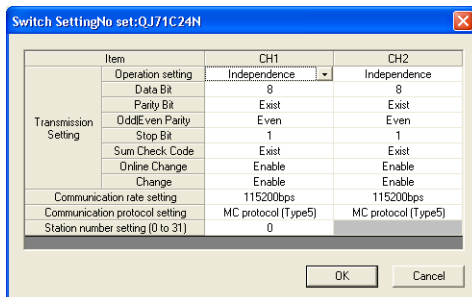 Switch SettingNo set:QJ71C24N
Item CH1 CH2
Transmission Setting
Operation setting Independence Independence
Data Bit 8 8
Parity Bit Exist Exist
Odd|Even Parity Even Even
Stop Bit 1 1
Sum Check Code Exist Exist
Online Change Enable Enable
Change Enable Enable
Communication rate setting 115200bps 115200bps
Communication protocol setting MC protocol (Type5) MC protocol (Type5)
Station number setting (0 to 31) 0
OK Cancel